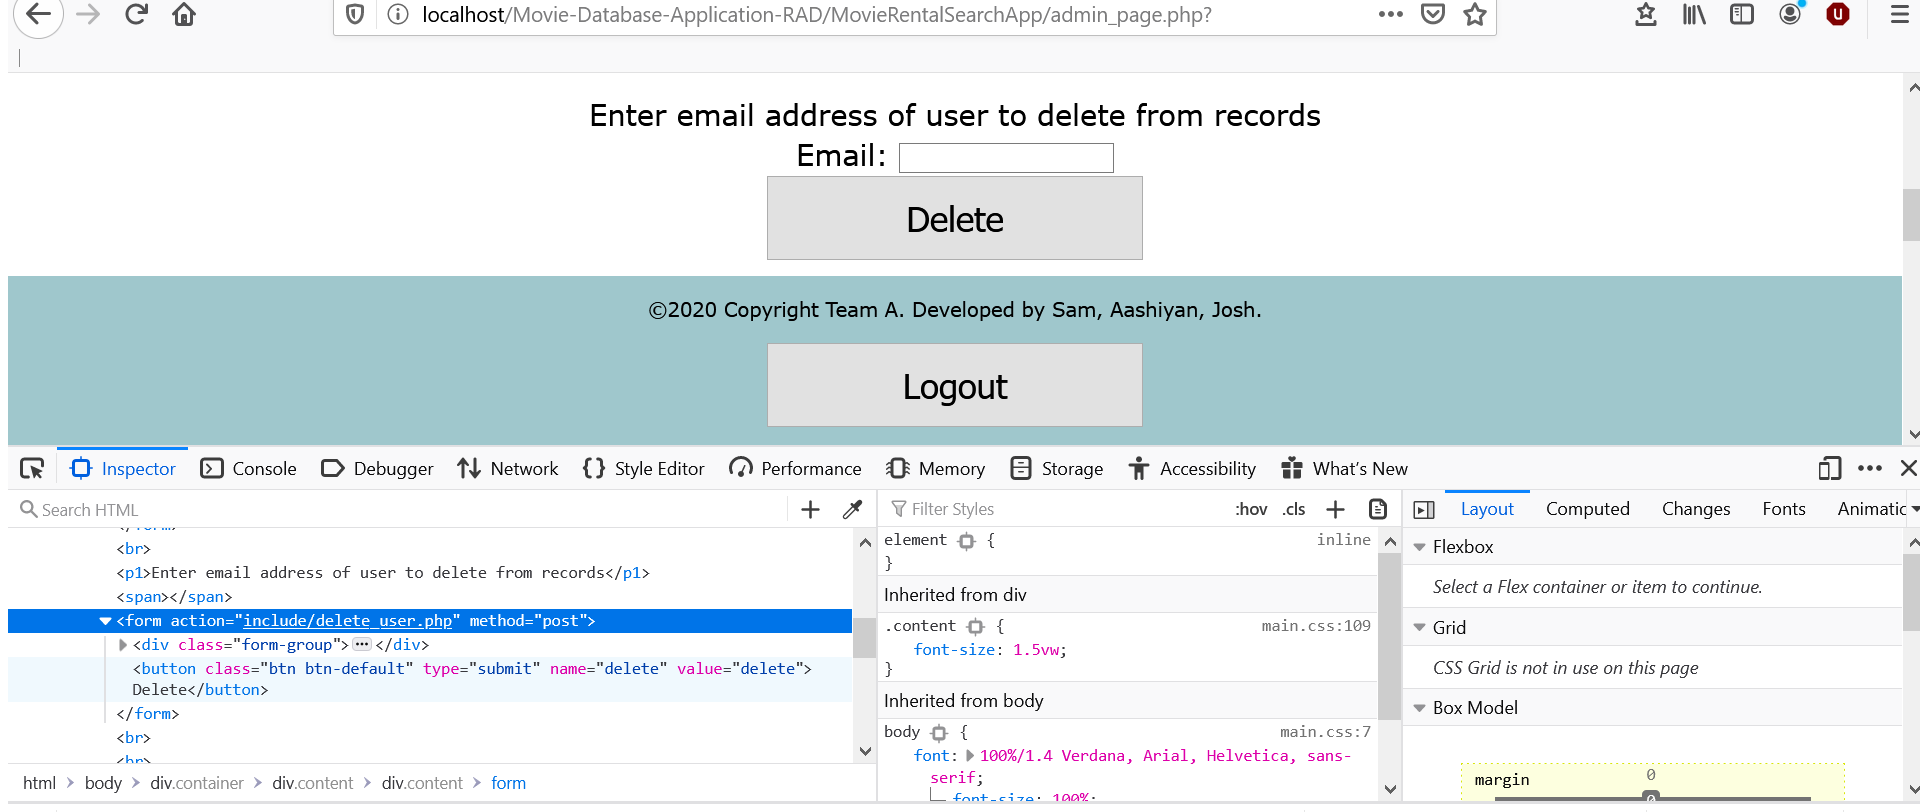 localhost/Movie-Database-Application-RAD/MovieRentalSearchApp/admin_page.php?
Enter email address of user to delete from records
Email:
Delete
©2020 Copyright Team A. Developed by Sam, Aashiyan, Josh.
Logout
Inspector Console Debugger Network Style Editor Performance Memory Storage Accessibility What's New
Search HTML
</form>
<br>
<p1>Enter email address of user to delete from records</p1>
<span></span>
<form action="include/delete_user.php" method="post">
<div class="form-group"> ··· </div>
<button class="btn btn-default" type="submit" name="delete" value="delete">
Delete</button>
</form>
<br>
<br>
html body div.container div.content div.content form
Filter Styles :hov .cls
element { inline
}
Inherited from div
.content { main.css:109
font-size: 1.5vw;
}
Inherited from body
body { main.css:7
font: 100%/1.4 Verdana, Arial, Helvetica, sans-
serif;
font-size: 100%;
Layout Computed Changes Fonts Animatic
Flexbox
Select a Flex container or item to continue.
Grid
CSS Grid is not in use on this page
Box Model
margin 0
0